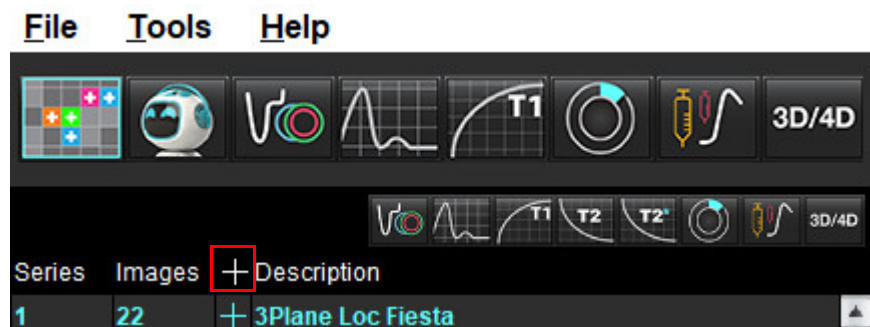 File Tools Help
T1 3D/4D
T1 T2 T2* 3D/4D
Series Images + Description
1 22 + 3Plane Loc Fiesta